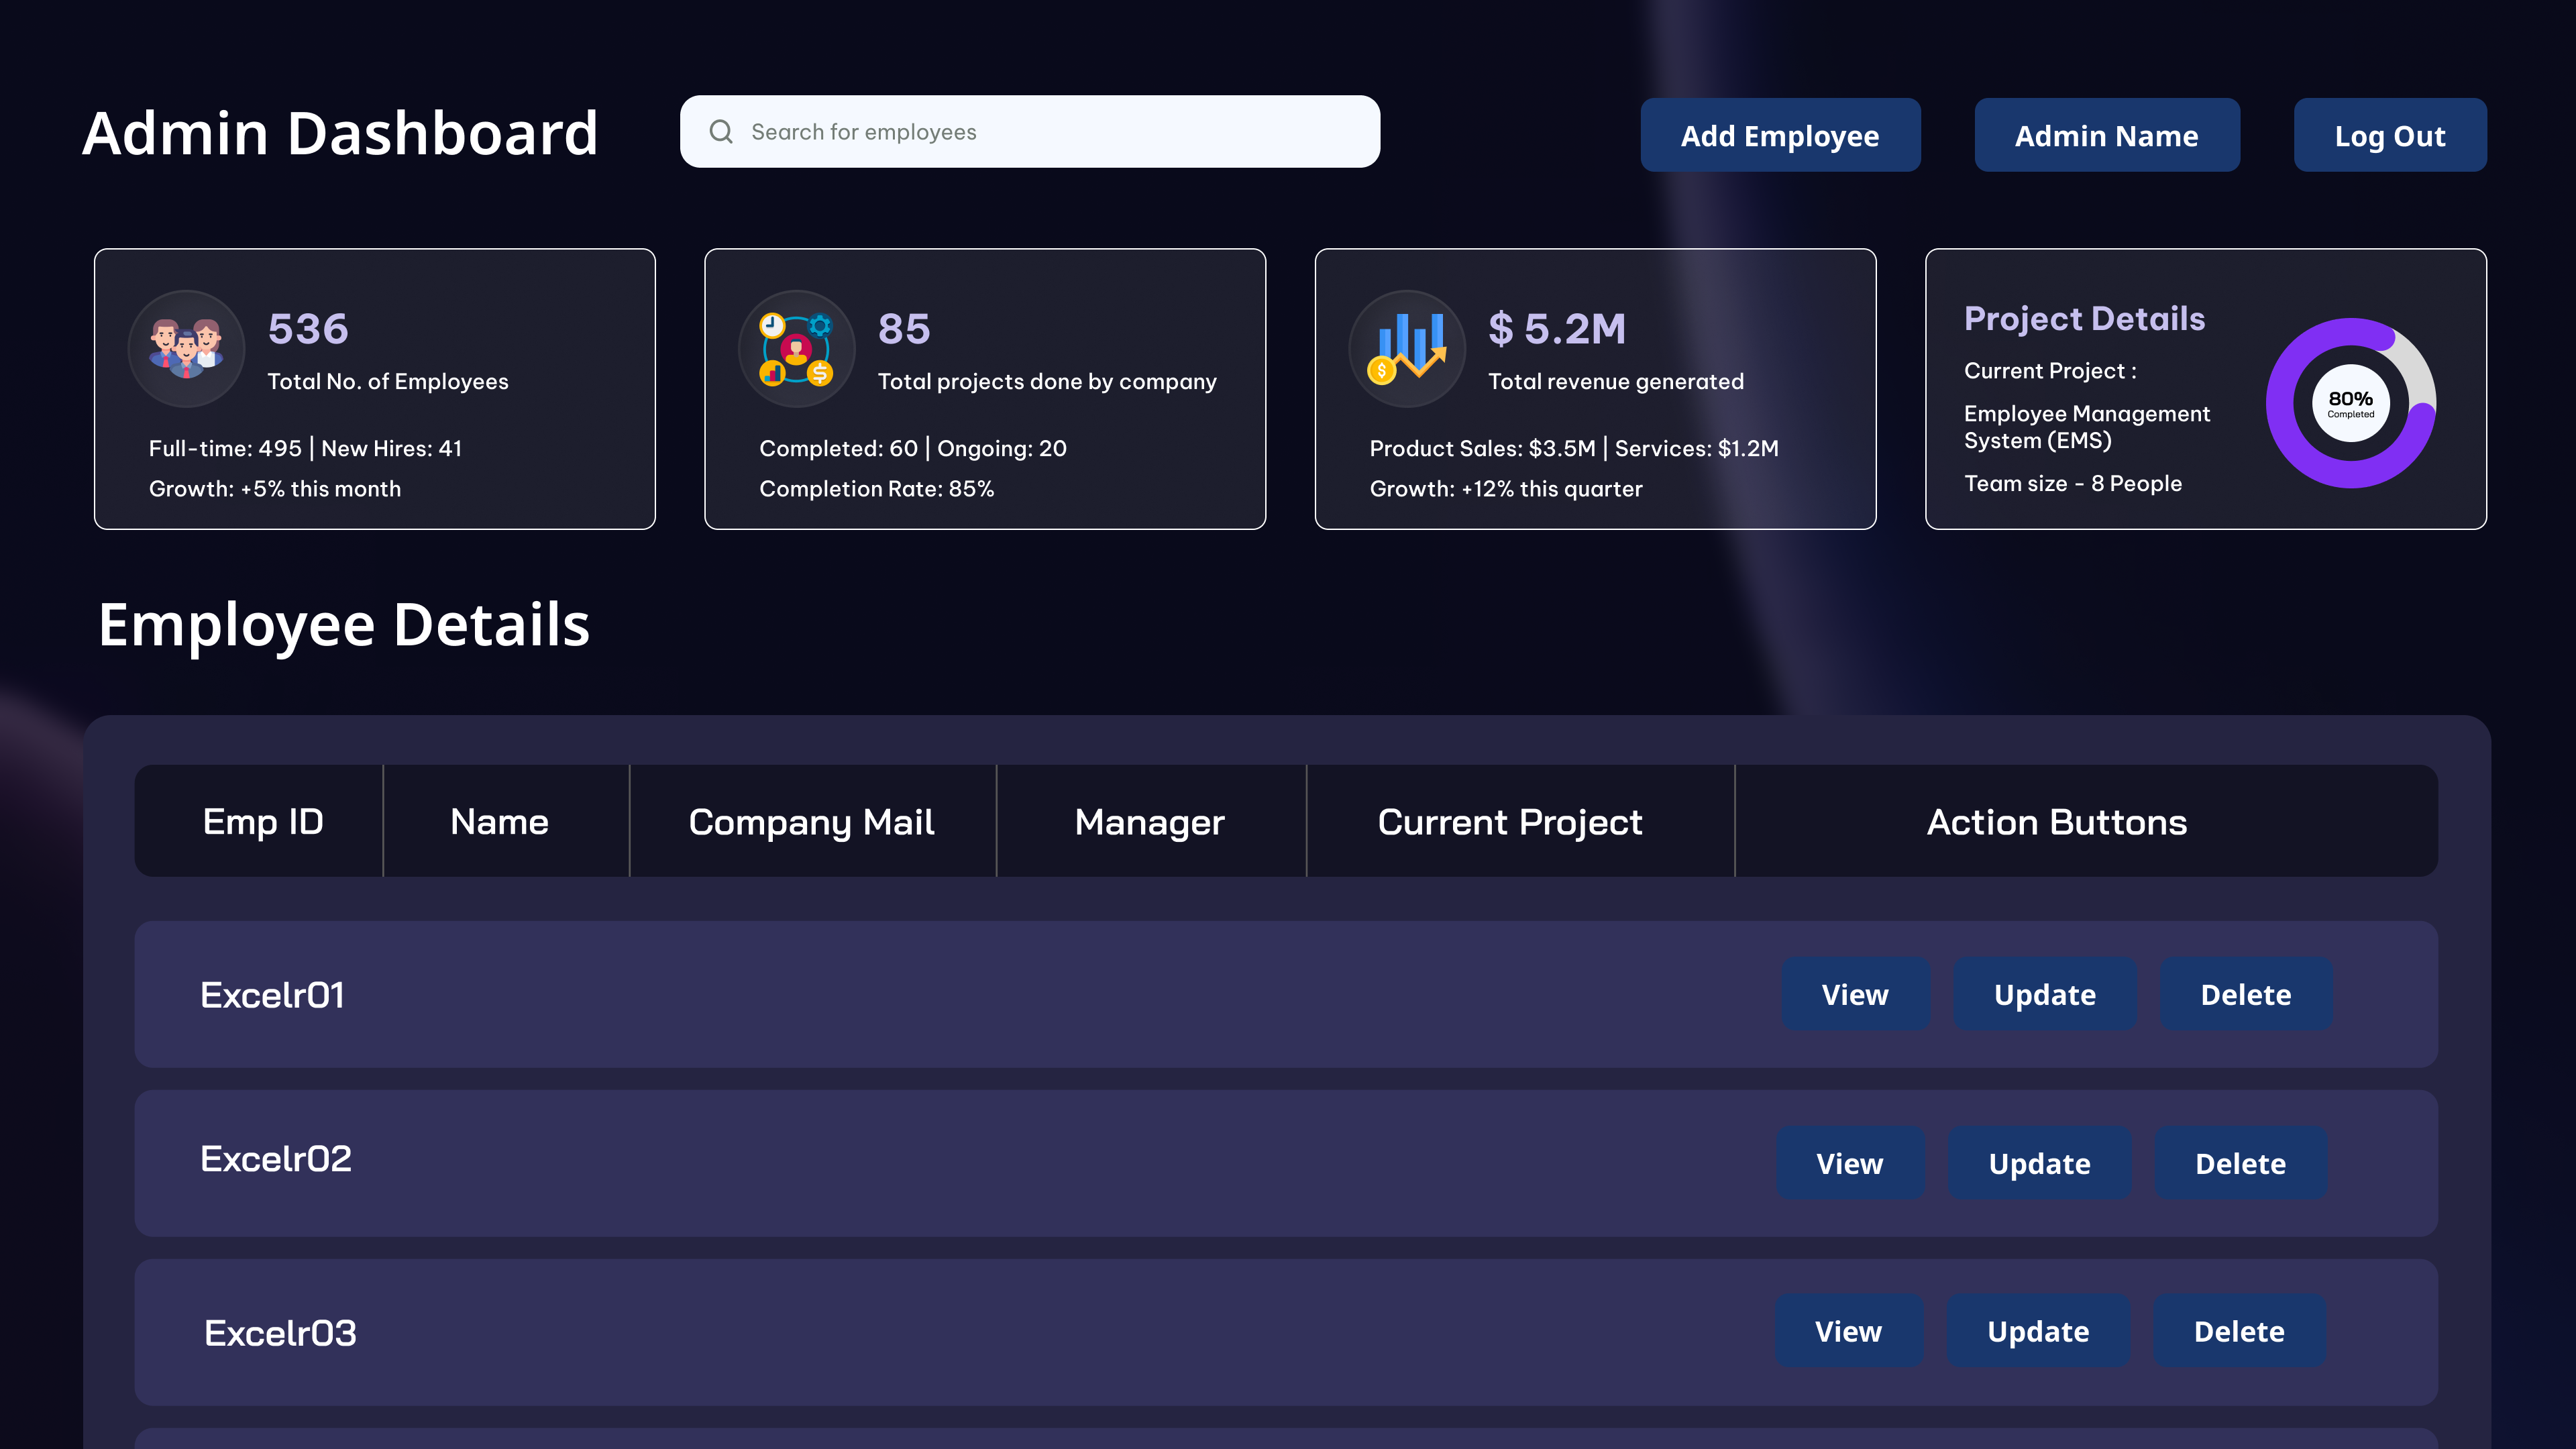 Admin Dashboard
Search for employees
Add Employee
Admin Name
Log Out
536
Total No. of Employees
Full-time: 495 | New Hires: 41
Growth: +5% this month
85
Total projects done by company
Completed: 60 | Ongoing: 20
Completion Rate: 85%
$ 5.2M
Total revenue generated
Product Sales: $3.5M | Services: $1.2M
Growth: +12% this quarter
Project Details
Current Project :
Employee Management
System (EMS)
Team size - 8 People
80%
Completed
Employee Details
Emp ID
Name
Company Mail
Manager
Current Project
Action Buttons
Excelr01
View
Update
Delete
Excelr02
View
Update
Delete
Excelr03
View
Update
Delete